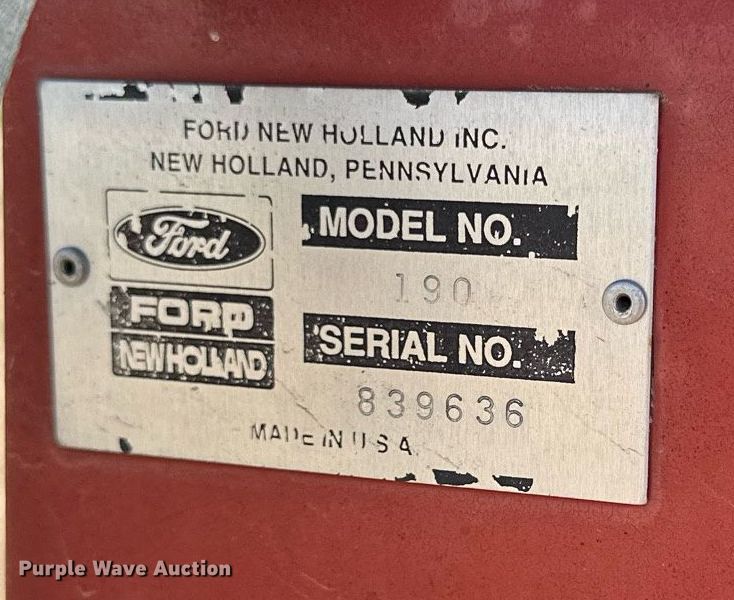 FORD NEW HOLLAND INC.
NEW HOLLAND, PENNSYLVANIA
Ford
FORD
NEW HOLLAND
MODEL NO.
190
SERIAL NO.
839636
MADE IN U S A
Purple Wave Auction